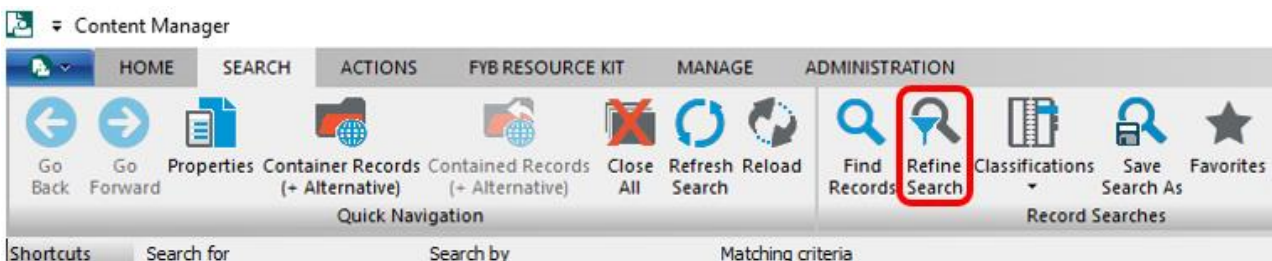 Content Manager
HOME SEARCH ACTIONS FYB RESOURCE KIT MANAGE ADMINISTRATION
Go Back
Go Forward
Properties
Container Records (+ Alternative)
Contained Records (+ Alternative)
Close All
Refresh Search
Reload
Find Records
Refine Search
Classifications
Save Search As
Favorites
Quick Navigation
Record Searches
Shortcuts Search for Search by Matching criteria